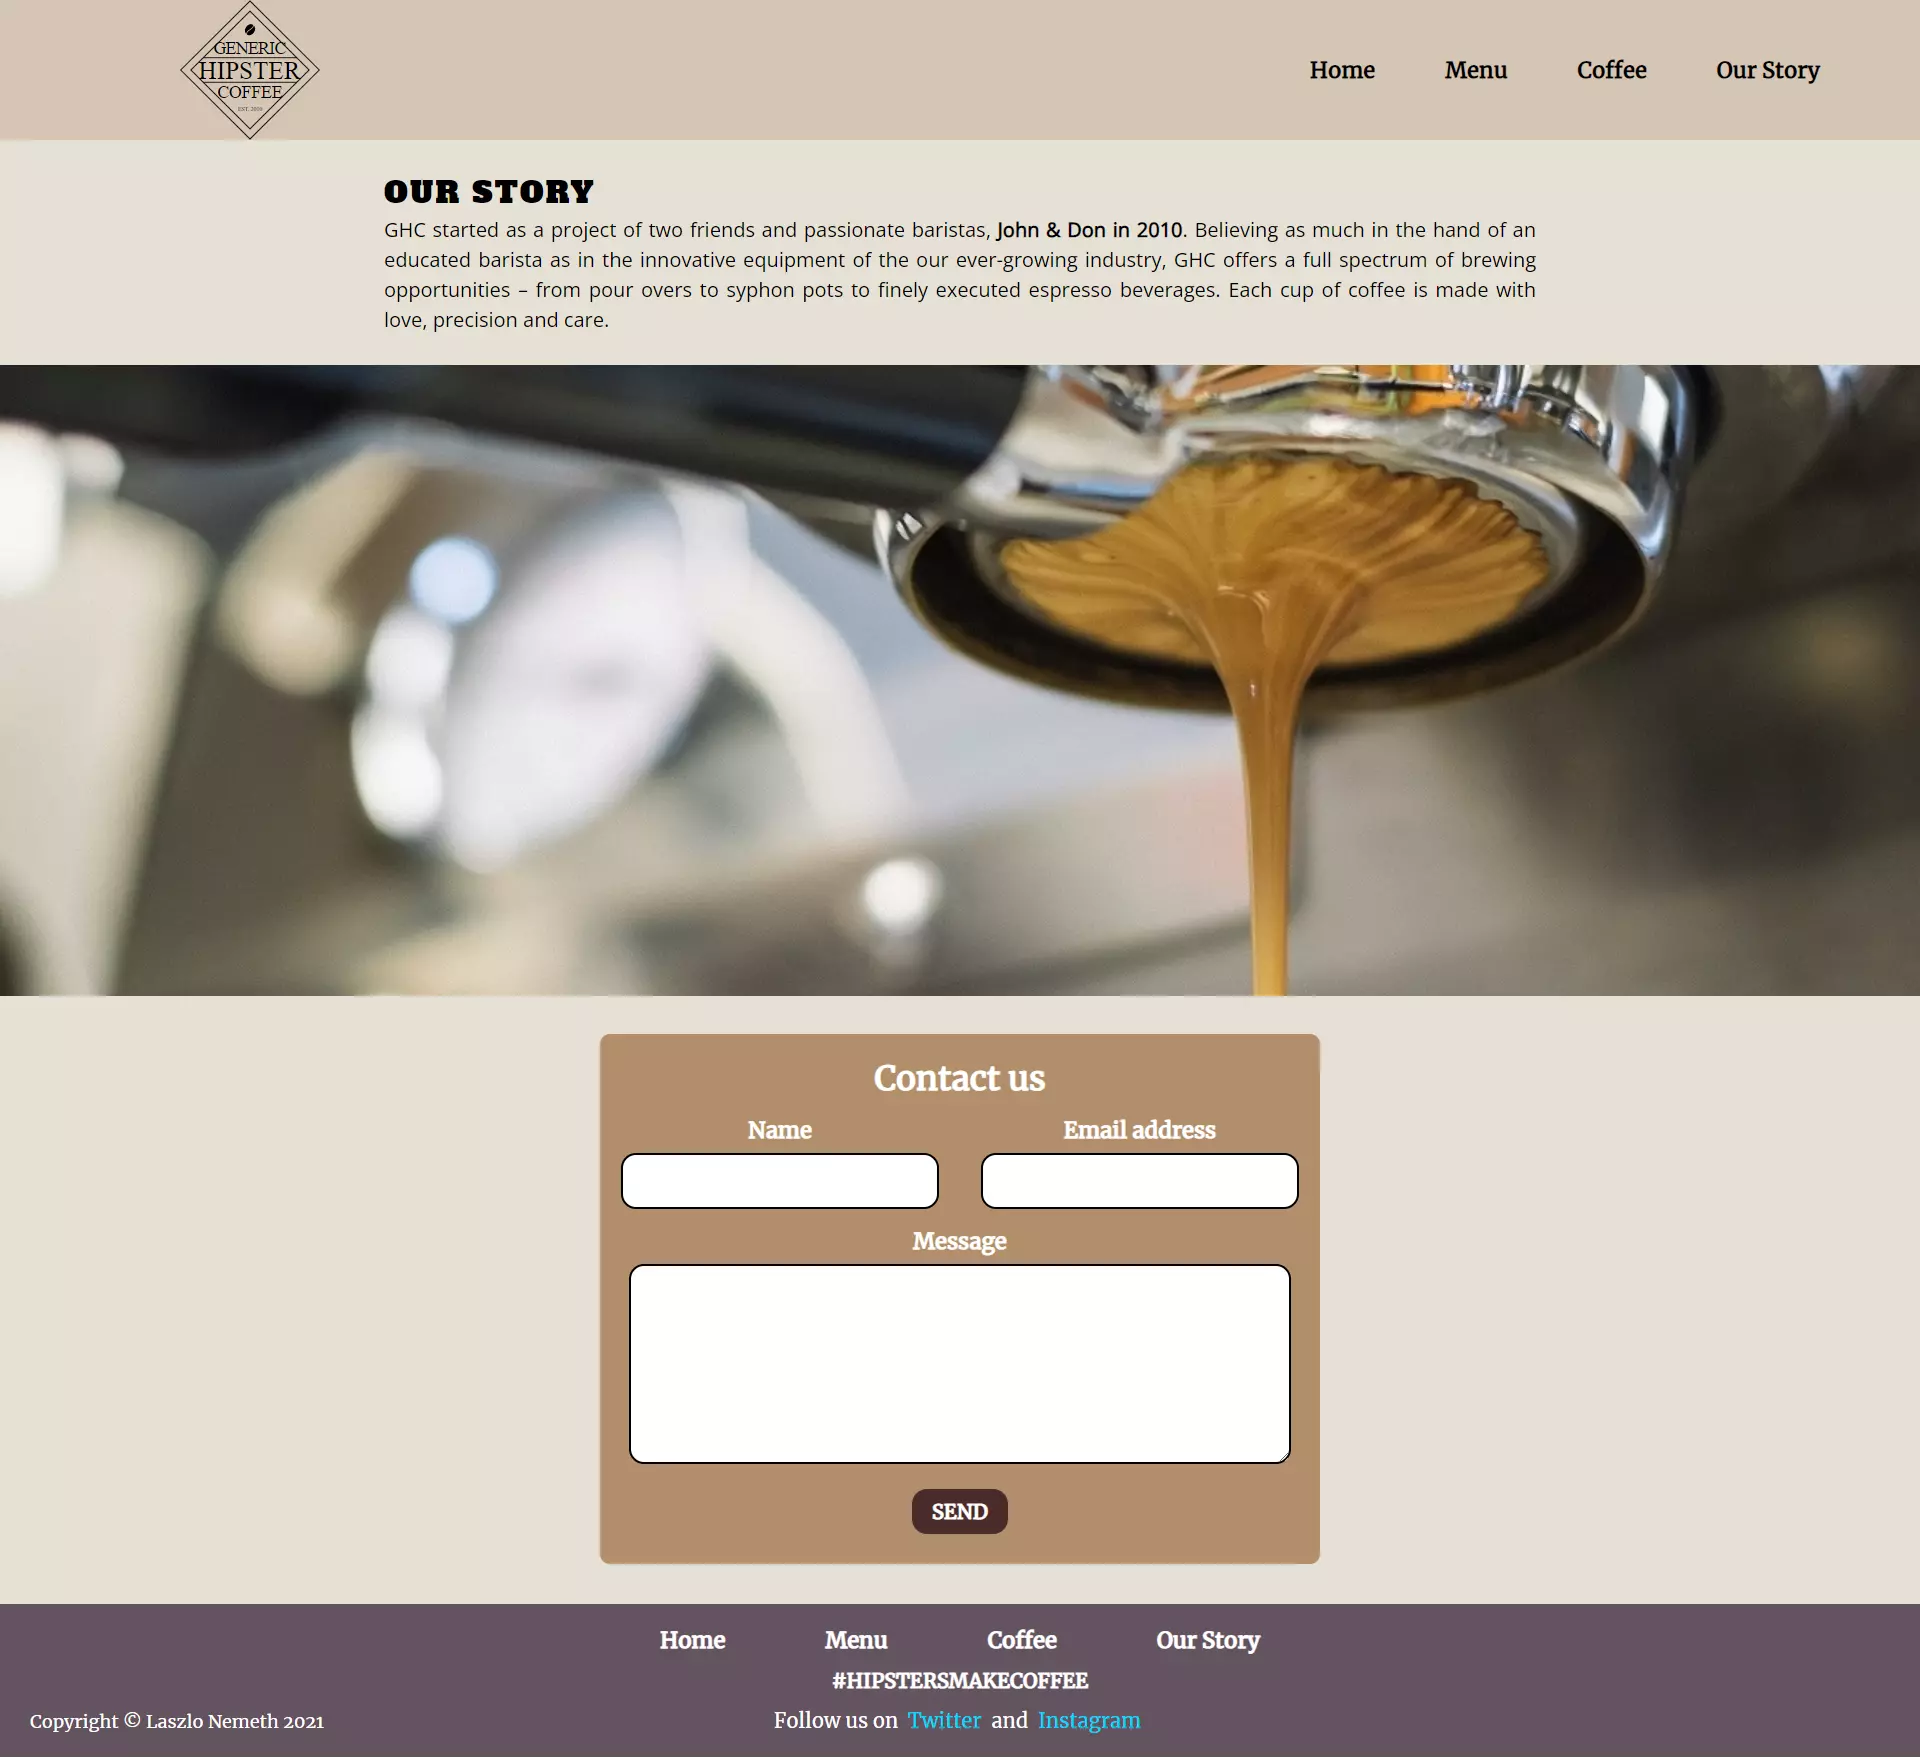 GENERIC
HIPSTER
COFFEE
EST. 2010
Home Menu Coffee Our Story
OUR STORY
GHC started as a project of two friends and passionate baristas, John & Don in 2010. Believing as much in the hand of an
educated barista as in the innovative equipment of the our ever-growing industry, GHC offers a full spectrum of brewing
opportunities – from pour overs to syphon pots to finely executed espresso beverages. Each cup of coffee is made with
love, precision and care.
Contact us
Name Email address
Message
SEND
Home Menu Coffee Our Story
#HIPSTERSMAKECOFFEE
Copyright © Laszlo Nemeth 2021 Follow us on Twitter and Instagram